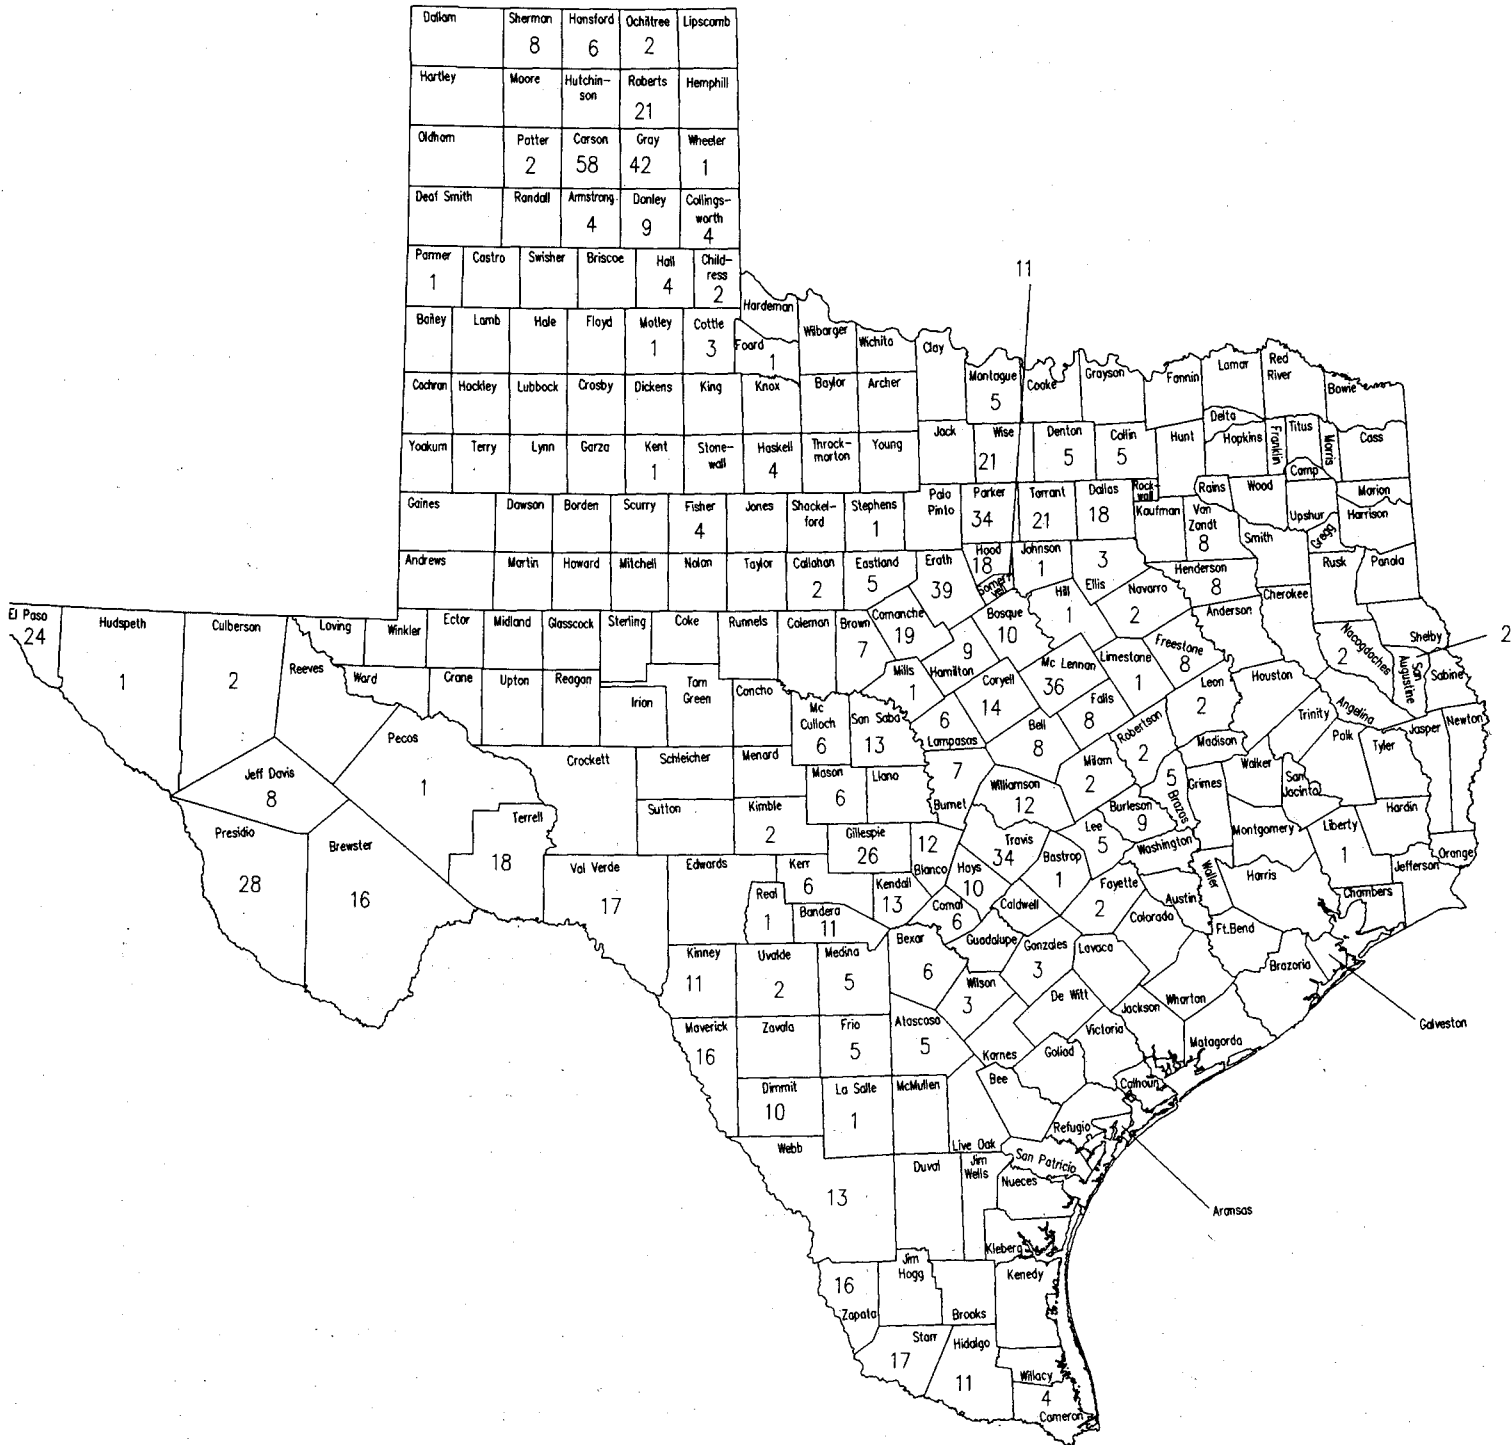 Dallam Sherman Hansford Ochiltree Lipscomb
8 6 2
Hartley Moore Hutchin- Roberts Hemphill
son
21
Oldham Potter Carson Gray Wheeler
2 58 42 1
Deaf Smith Randall Armstrong Donley Collings-
worth
4 9 4
Parmer Castro Swisher Briscoe Hall Child-
ress
1 4 2
11
Hardeman
Bailey Lamb Hale Floyd Motley Cottle Foard Wilbarger Wichita Clay
1 3 1
Montague Cooke Grayson Fannin Lamar Red
River
Bowie
5
Cochran Hockley Lubbock Crosby Dickens King Knox Baylor Archer
Delta
Yoakum Terry Lynn Garza Kent Stone-
wall
Haskell Throck-
morton
Young Jack Wise Denton Collin Hunt Hopkins Franklin Titus Morris Cass
1 4 21 5 5
Camp
Gaines Dawson Borden Scurry Fisher Jones Shackel-
ford
Stephens Palo
Pinto
Parker Tarrant Dallas Rock-
wall
Kaufman Van
Zandt
Rains Wood Upshur Marion
Harrison
4 1 34 21 18 8
Smith Gregg
Andrews Martin Howard Mitchell Nolan Taylor Callahan Eastland Erath Hood Johnson Ellis Henderson Rusk Panola
2 5 39 18 1 3 8
Somer-
vell
Hill Navarro Cherokee
1 2
Anderson
El Paso Hudspeth Culberson Loving Winkler Ector Midland Glasscock Sterling Coke Runnels Coleman Brown Comanche Bosque
24 1 2 7 19 10
Freestone Nacogdoches Shelby 2
8 2
Reeves Ward Crane Upton Reagan Irion Tom
Green
Concho Mills Hamilton Coryell Mc Lennan Limestone Leon Houston San
Augustine
Sabine
1 9 14 36 1 2
Mc
Culloch
San Saba Lampasas Bell Falls Robertson Trinity Angelina Newton
6 13 6 8 8 2
Jasper
Polk Tyler
Madison
Pecos
1
Jeff Davis
8
Crockett Schleicher Menard Mason Llano Burnet Williamson Milam Brazos Grimes Walker San
Jacinto
6 7 12 2 5
Hardin
Presidio Brewster Terrell Sutton Kimble Gillespie Blanco Travis Lee Burleson Montgomery Liberty
28 16 18 2 26 12 34 5 9 1
Washington Orange
Jefferson
Val Verde Edwards Kerr Kendall Hays Bastrop Fayette Waller Harris
17 6 13 10 1 2
Chambers
Real Bandera Comal Caldwell Colorado Austin
1 11 6
Ft.Bend
Kinney Uvalde Medina Bexar Guadalupe Gonzales Lavaca Brazoria
11 2 5 6 3
Wilson
3
De Witt Jackson Wharton
Galveston
Maverick Zavala Frio Atascosa Victoria
16 5 5
Matagorda
Karnes Goliad
Dimmit La Salle McMullen Bee Calhoun
10 1
Refugio
Webb Live Oak
13
Duval Jim
Wells
San Patricio
Nueces
Aransas
Kleberg
16
Zapata
Jim
Hogg
Kenedy
Brooks
Starr Hidalgo
17 11
Willacy
4
Cameron